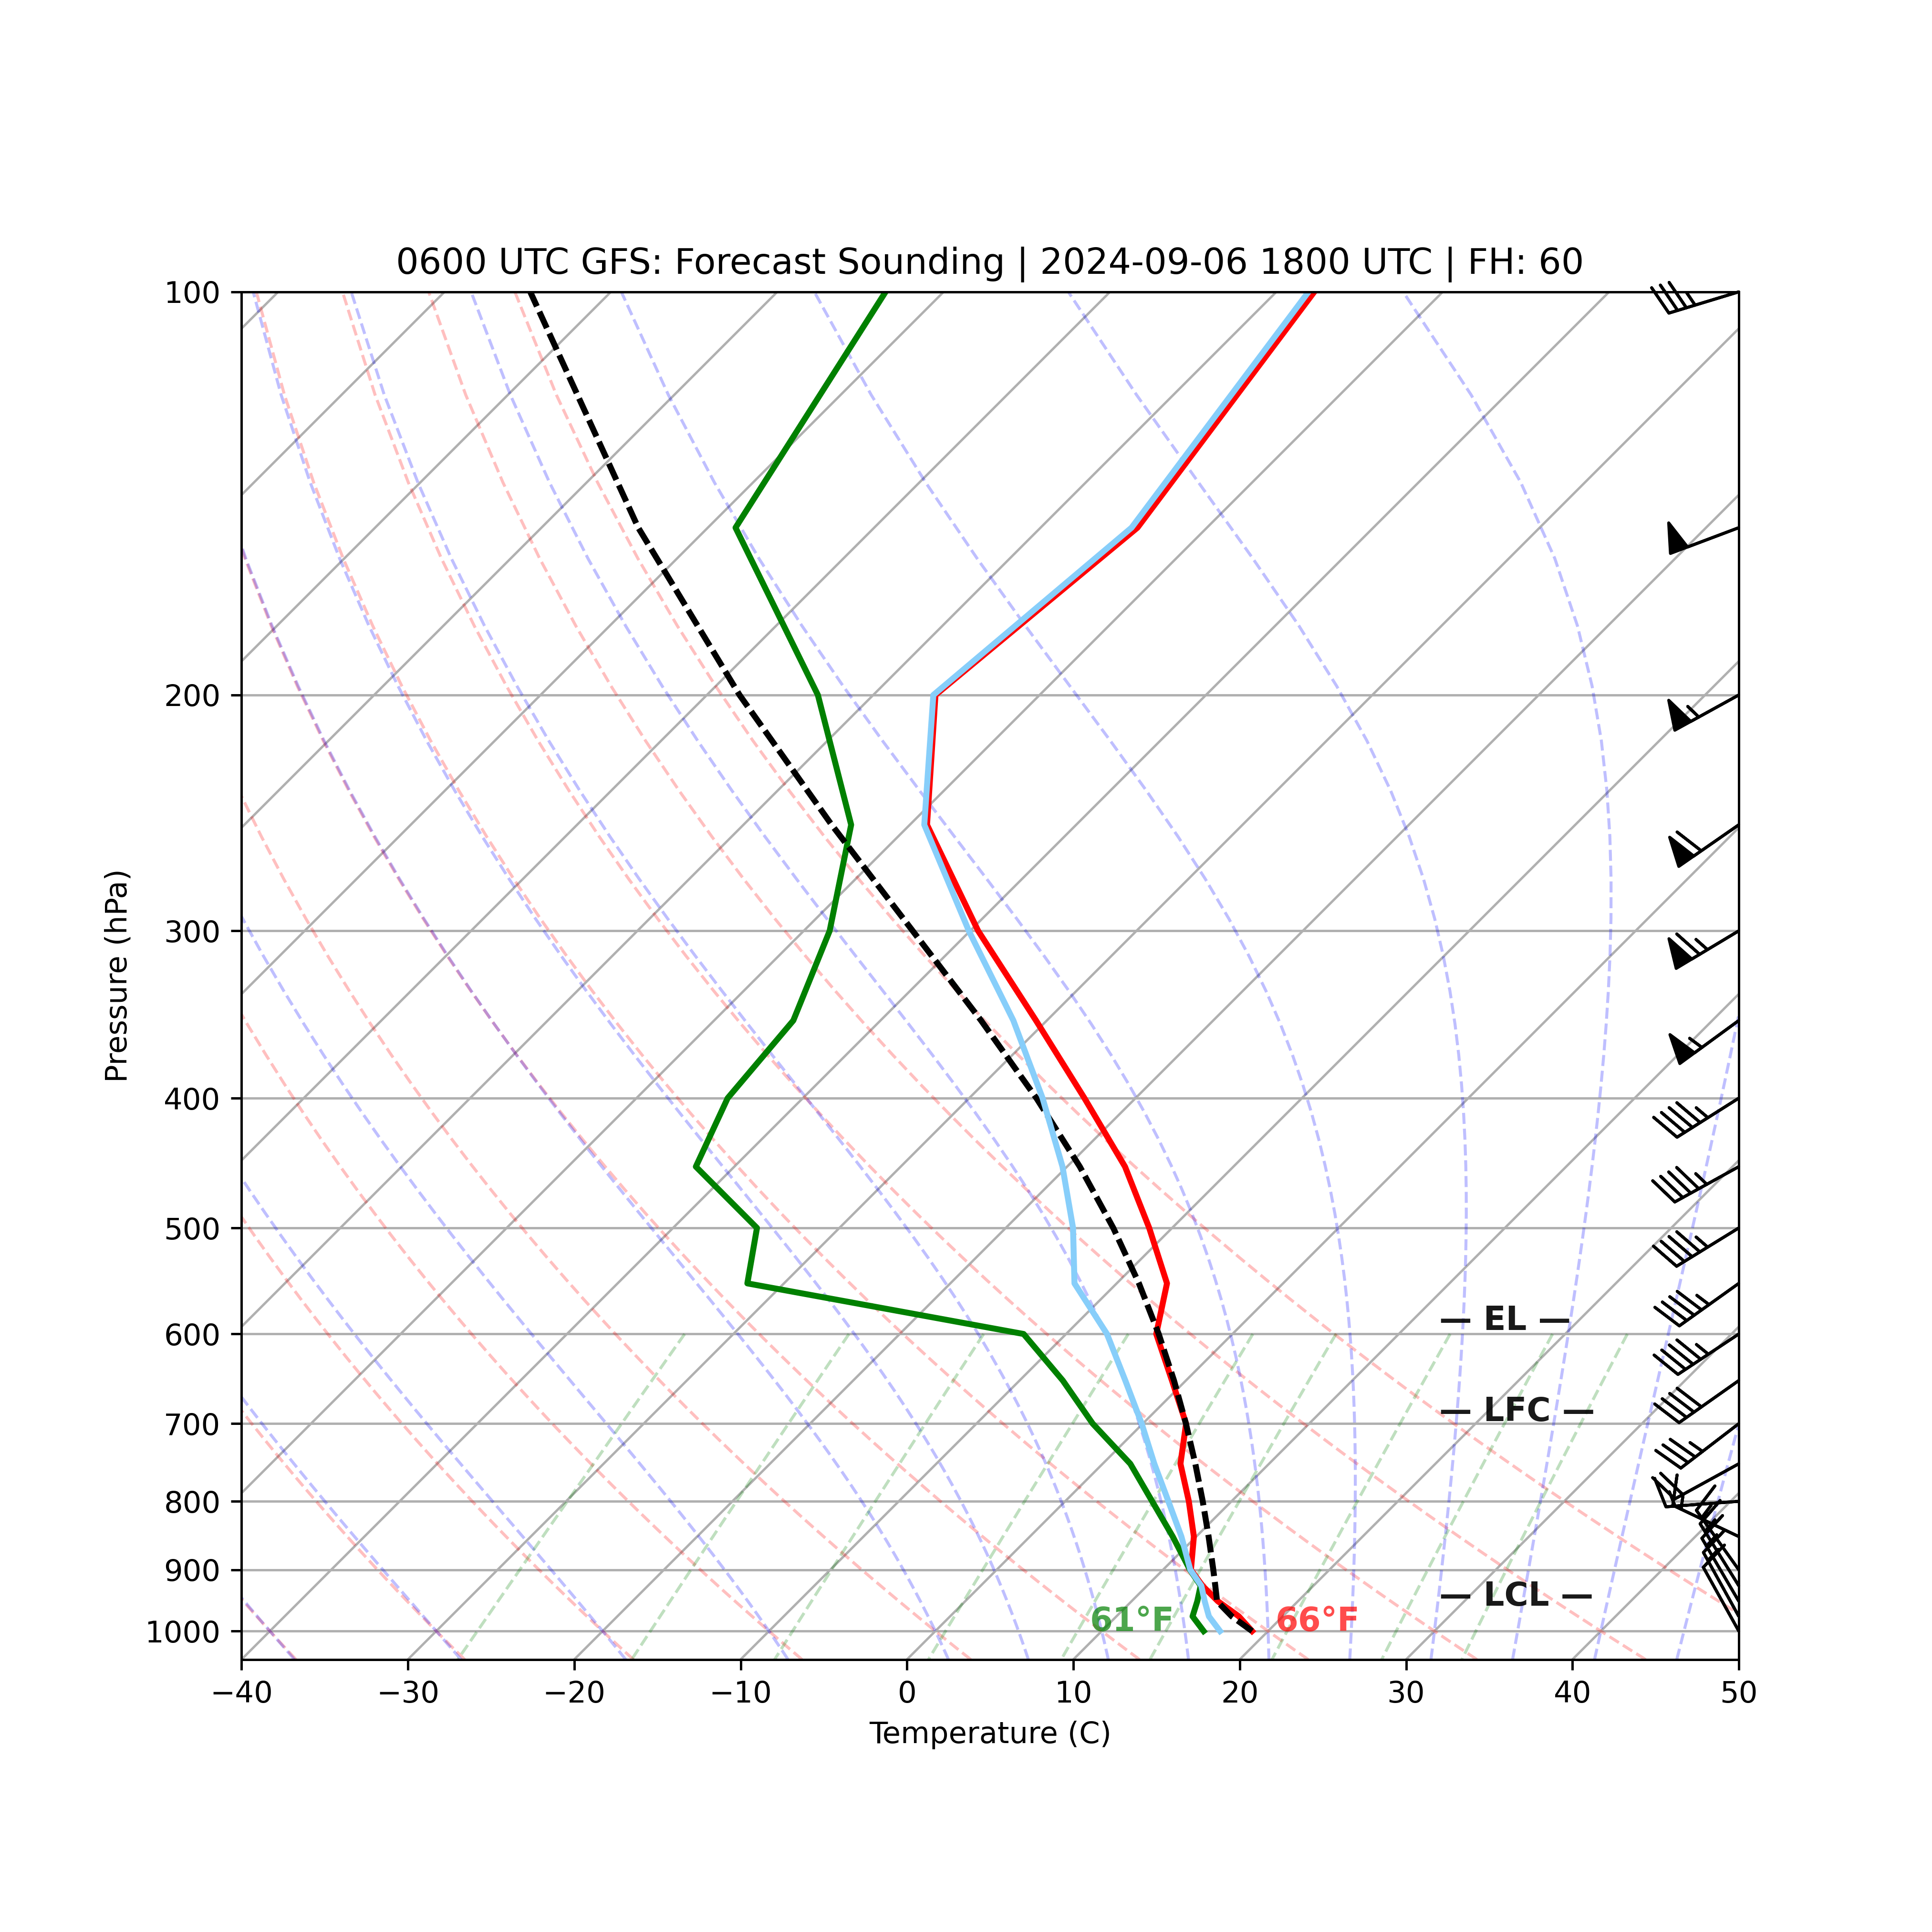 0600 UTC GFS: Forecast Sounding | 2024-09-06 1800 UTC | FH: 60
100
200
300
400
500
600
700
800
900
1000
Pressure (hPa)
— EL —
— LFC —
— LCL —
61°F 66°F
−40 −30 −20 −10 0 10 20 30 40 50
Temperature (C)